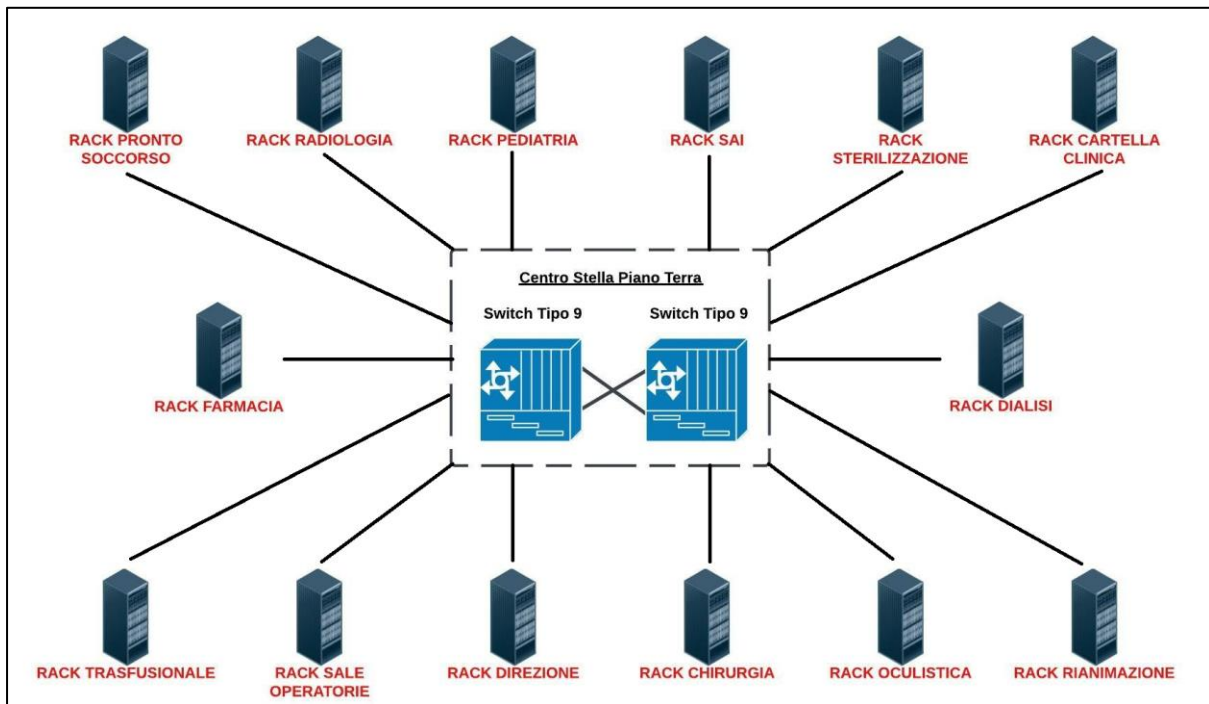 RACK PRONTO
SOCCORSO
RACK RADIOLOGIA
RACK PEDIATRIA
RACK SAI
RACK
STERILIZZAZIONE
RACK CARTELLA
CLINICA
Centro Stella Piano Terra
Switch Tipo 9
Switch Tipo 9
RACK FARMACIA
RACK DIALISI
RACK TRASFUSIONALE
RACK SALE
OPERATORIE
RACK DIREZIONE
RACK CHIRURGIA
RACK OCULISTICA
RACK RIANIMAZIONE